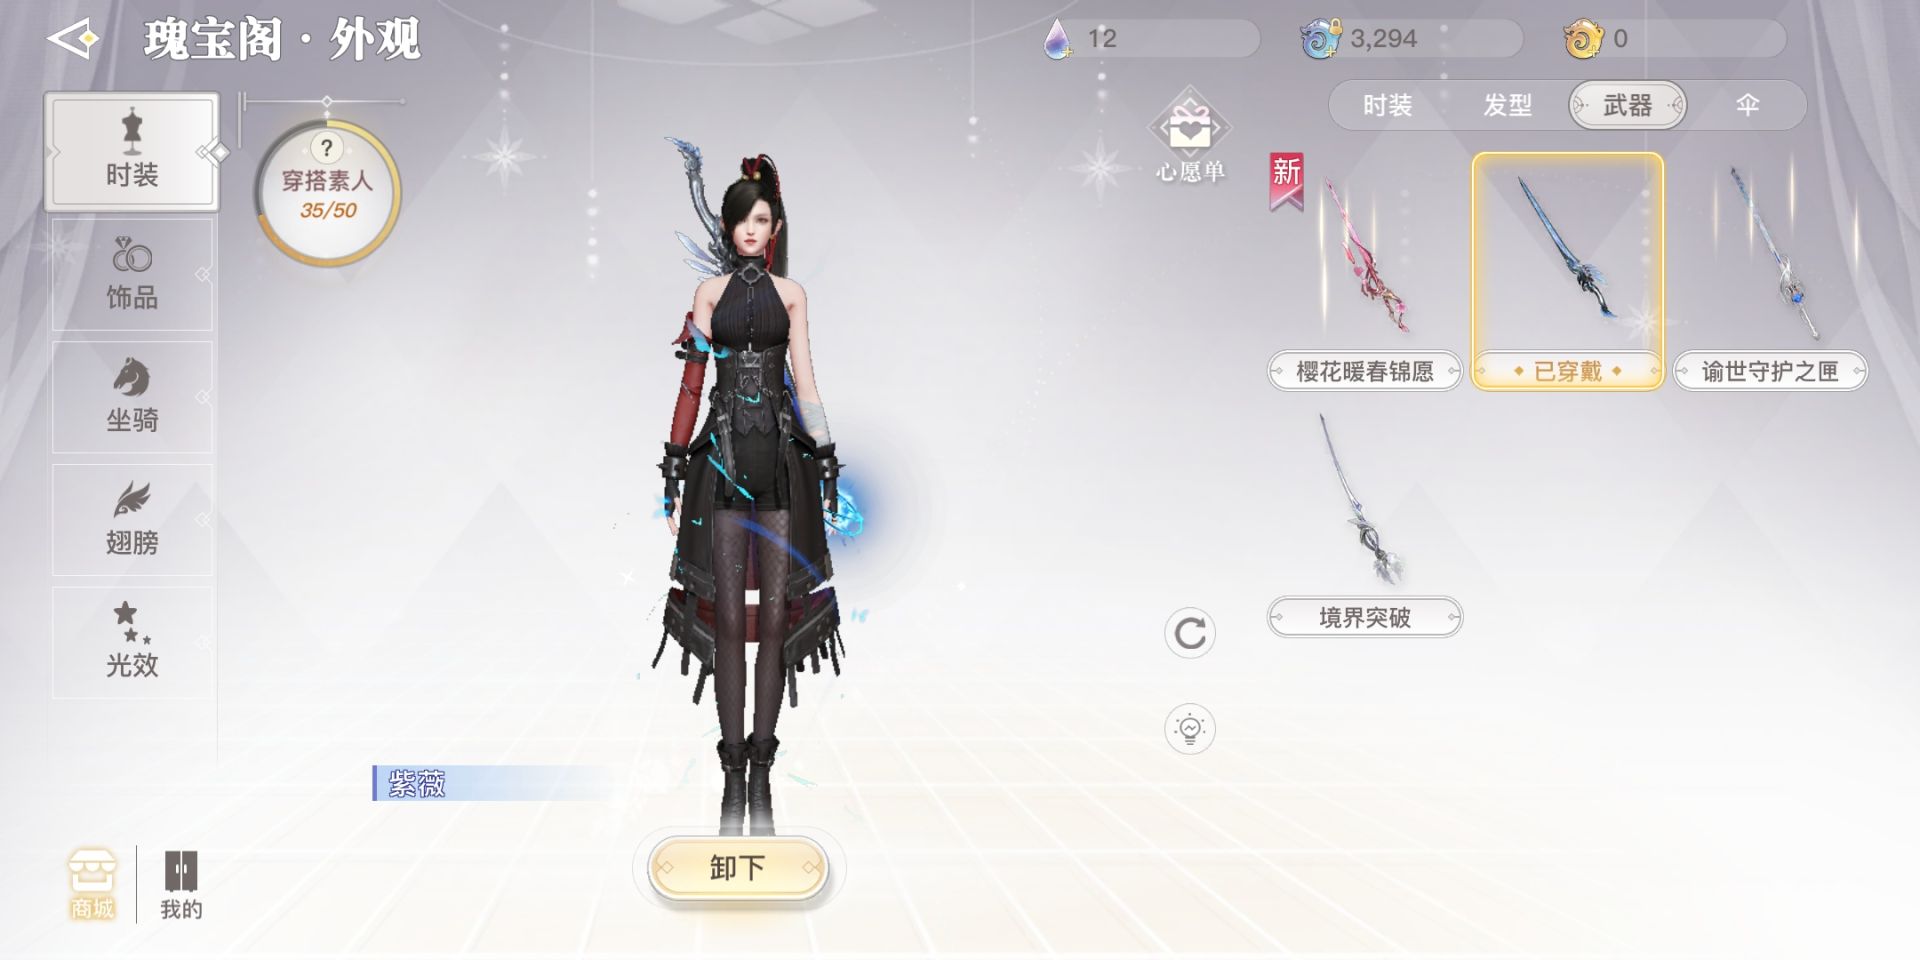 瑰宝阁·外观
12
3,294
0
时装
发型
武器
伞
时装
饰品
坐骑
翅膀
光效
?
穿搭素人
35/50
心愿单
新
樱花暖春锦愿
已穿戴
谕世守护之匣
境界突破
紫薇
卸下
商城
我的